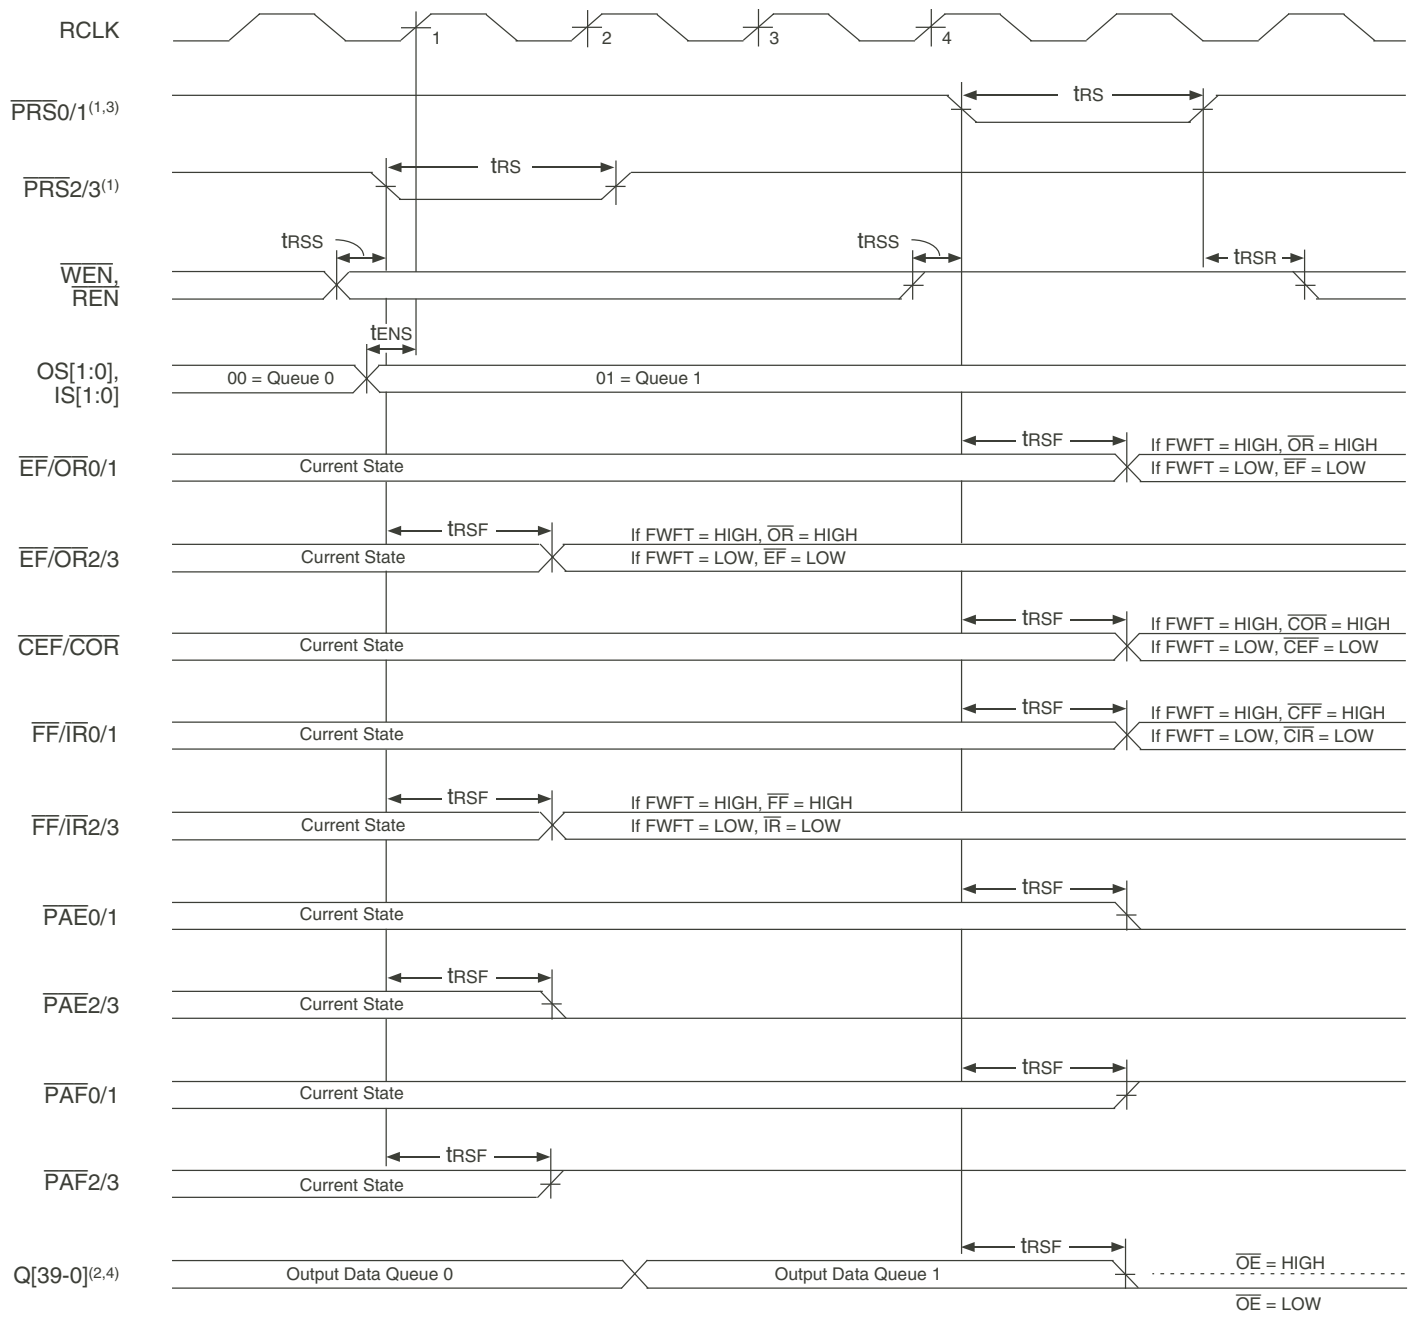 RCLK
1 2 3 4
PRS0/1(1,3)
tRS
PRS2/3(1)
tRS
tRSS
tRSS
WEN,
REN
tRSR
tENS
OS[1:0],
IS[1:0]
00 = Queue 0
01 = Queue 1
tRSF
EF/OR0/1
Current State
If FWFT = HIGH, OR = HIGH
If FWFT = LOW, EF = LOW
tRSF
EF/OR2/3
Current State
If FWFT = HIGH, OR = HIGH
If FWFT = LOW, EF = LOW
tRSF
CEF/COR
Current State
If FWFT = HIGH, COR = HIGH
If FWFT = LOW, CEF = LOW
tRSF
FF/IR0/1
Current State
If FWFT = HIGH, CFF = HIGH
If FWFT = LOW, CIR = LOW
tRSF
FF/IR2/3
Current State
If FWFT = HIGH, FF = HIGH
If FWFT = LOW, IR = LOW
tRSF
PAE0/1
Current State
tRSF
PAE2/3
Current State
tRSF
PAF0/1
Current State
tRSF
PAF2/3
Current State
tRSF
Q[39-0](2,4)
Output Data Queue 0
Output Data Queue 1
OE = HIGH
OE = LOW